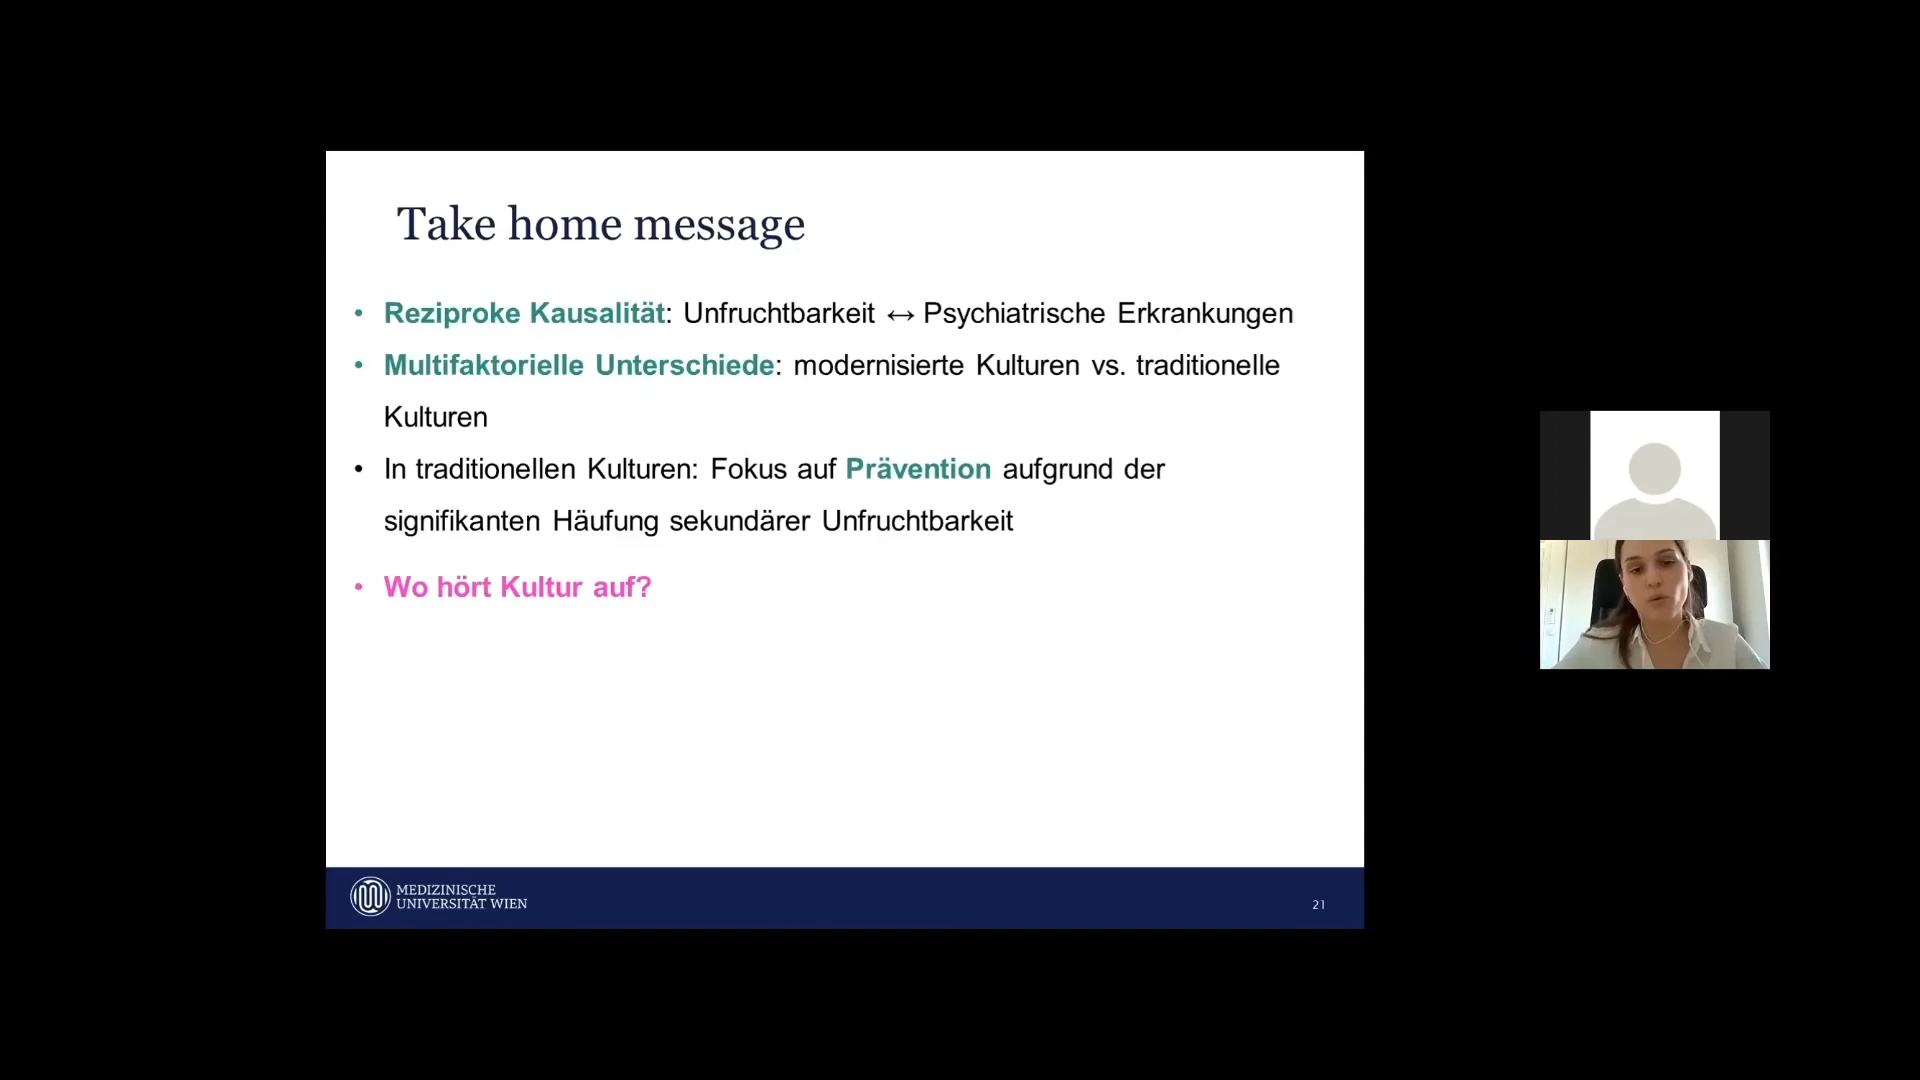 Take home message
• Reziproke Kausalität: Unfruchtbarkeit ↔ Psychiatrische Erkrankungen
• Multifaktorielle Unterschiede: modernisierte Kulturen vs. traditionelle
Kulturen
• In traditionellen Kulturen: Fokus auf Prävention aufgrund der
signifikanten Häufung sekundärer Unfruchtbarkeit
• Wo hört Kultur auf?
MEDIZINISCHE
UNIVERSITÄT WIEN
21